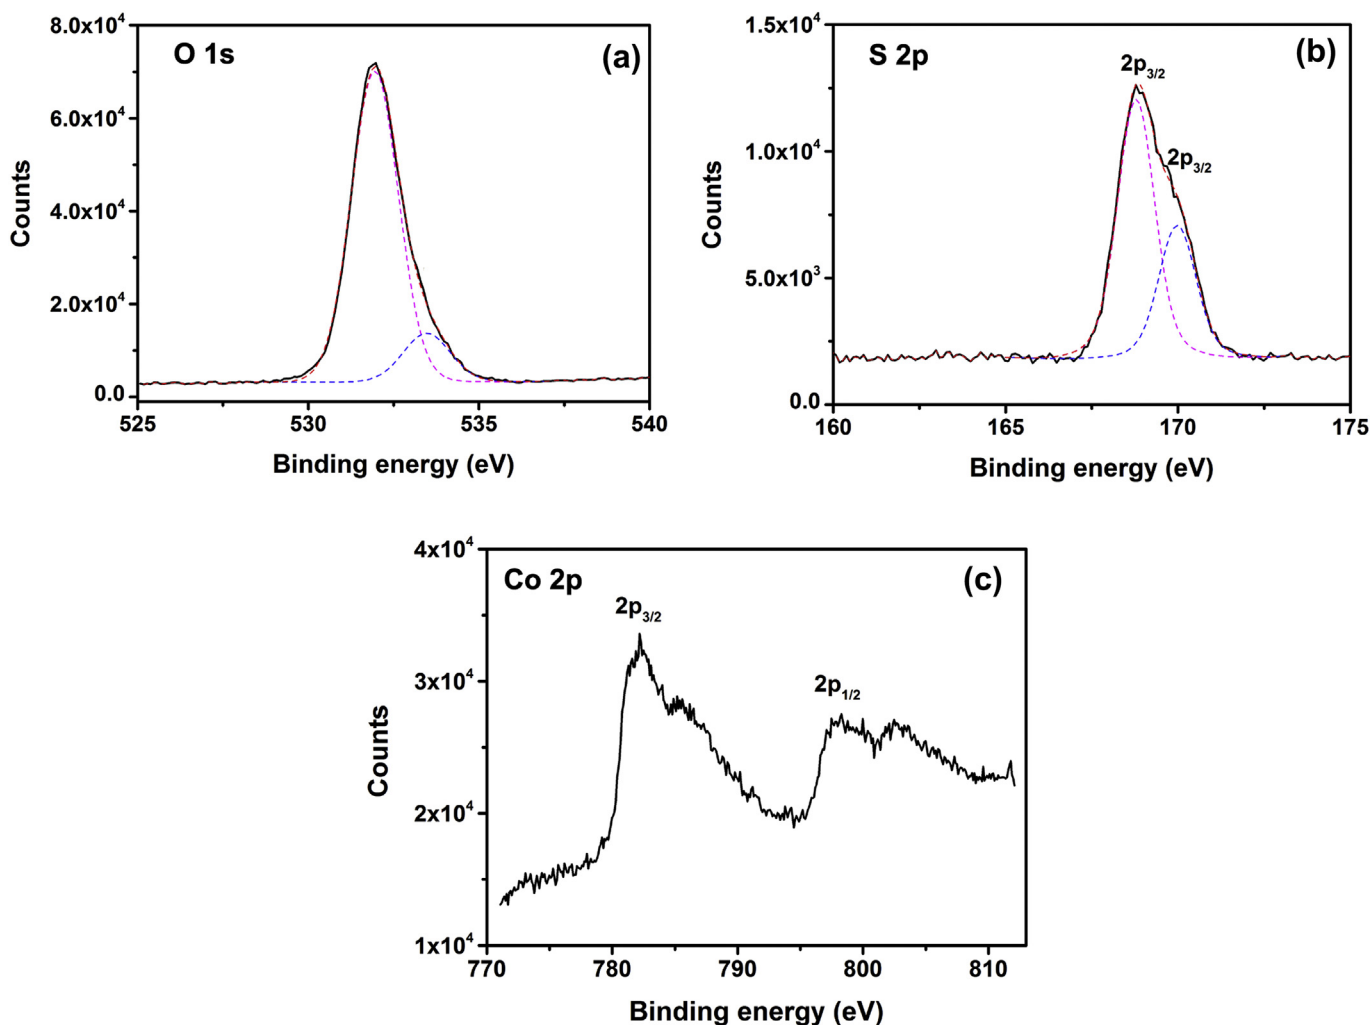 O 1s
(a)
8.0x10⁴
6.0x10⁴
4.0x10⁴
2.0x10⁴
0.0
Counts
525 530 535 540
Binding energy (eV)
S 2p
(b)
2p₃/₂
2p₃/₂
1.5x10⁴
1.0x10⁴
5.0x10³
0.0
Counts
160 165 170 175
Binding energy (eV)
Co 2p
(c)
2p₃/₂
2p₁/₂
4x10⁴
3x10⁴
2x10⁴
1x10⁴
Counts
770 780 790 800 810
Binding energy (eV)